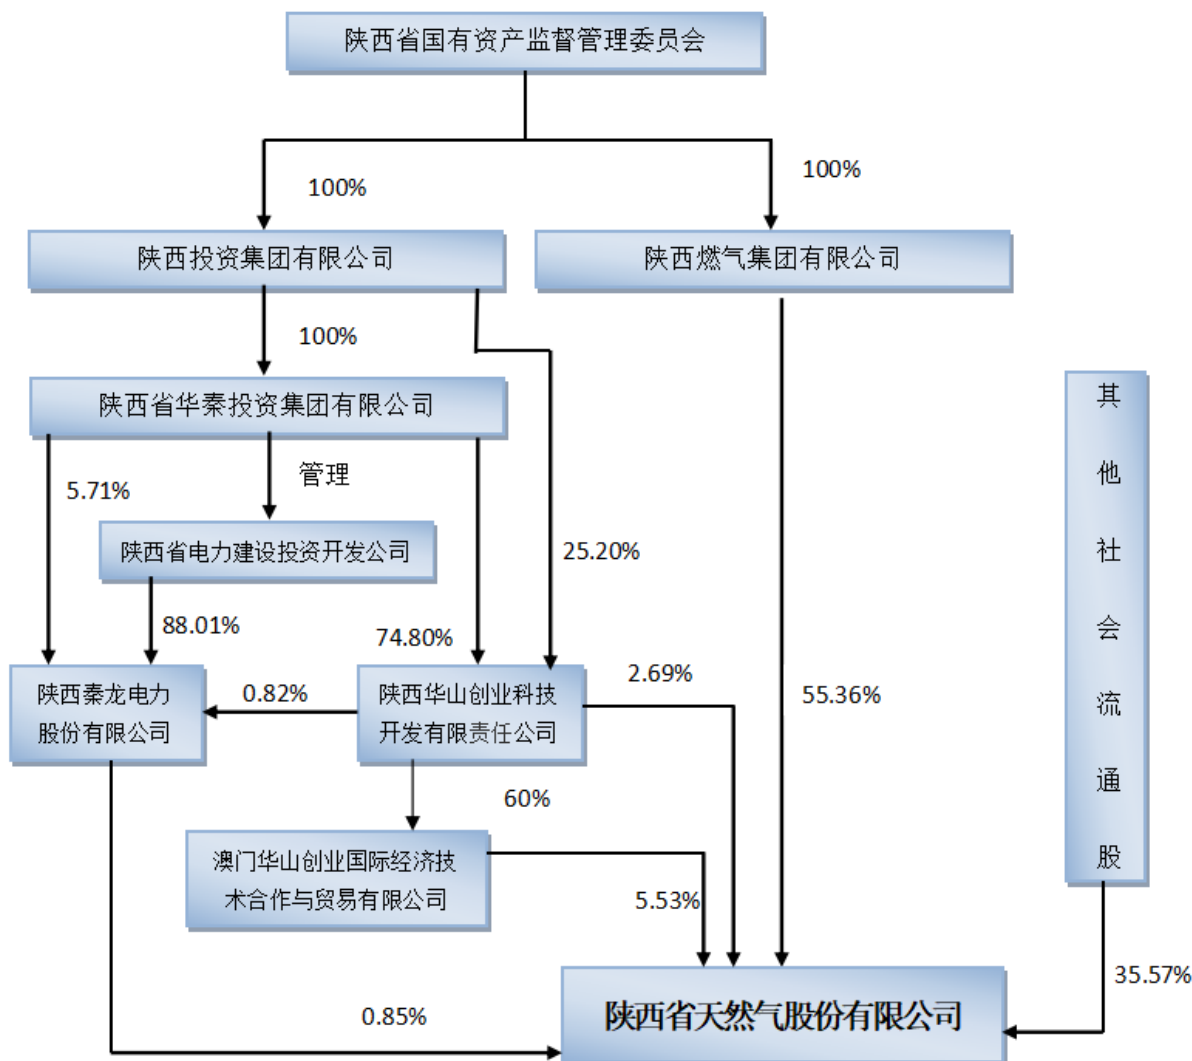 陕西省国有资产监督管理委员会
100%
100%
陕西投资集团有限公司
陕西燃气集团有限公司
100%
陕西省华秦投资集团有限公司
其他社会流通股
管理
5.71%
陕西省电力建设投资开发公司
25.20%
88.01%
74.80%
陕西秦龙电力
股份有限公司
0.82%
陕西华山创业科技
开发有限责任公司
2.69%
55.36%
60%
澳门华山创业国际经济技
术合作与贸易有限公司
5.53%
35.57%
陕西省天然气股份有限公司
0.85%